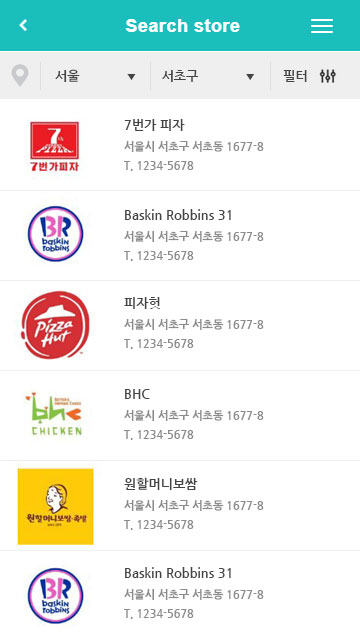 Search store
서울
서초구
필터
7번가 피자
서울시 서초구 서초동 1677-8
T. 1234-5678
7th
7번가피자
Baskin Robbins 31
서울시 서초구 서초동 1677-8
T. 1234-5678
BR
baskin
robbins
피자헛
서울시 서초구 서초동 1677-8
T. 1234-5678
Pizza
Hut
BHC
서울시 서초구 서초동 1677-8
T. 1234-5678
bhc
CHICKEN
원할머니보쌈
서울시 서초구 서초동 1677-8
T. 1234-5678
원할머니보쌈·족발
Baskin Robbins 31
서울시 서초구 서초동 1677-8
T. 1234-5678
BR
baskin
robbins